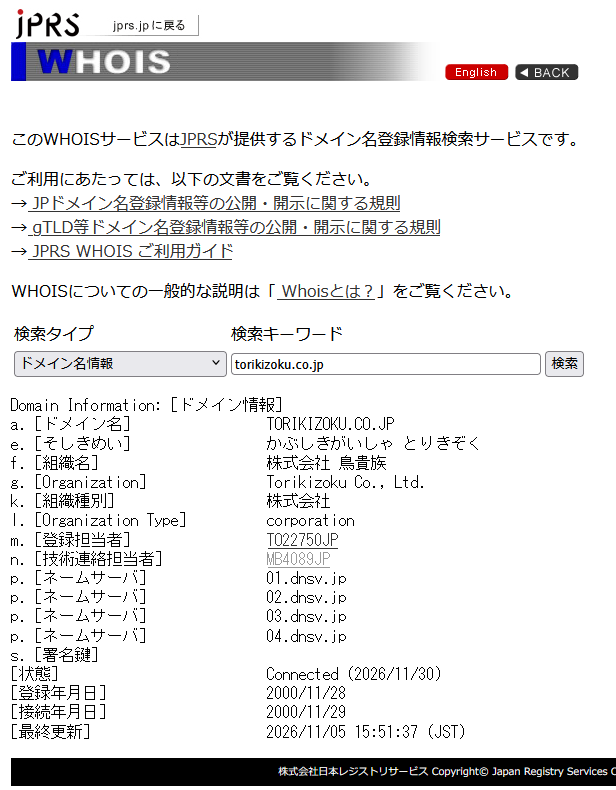 JPRS jprs.jp に戻る
WHOIS
English BACK
このWHOISサービスはJPRSが提供するドメイン名登録情報検索サービスです。
ご利用にあたっては、以下の文書をご覧ください。
→ JPドメイン名登録情報等の公開・開示に関する規則
→ gTLD等ドメイン名登録情報等の公開・開示に関する規則
→ JPRS WHOIS ご利用ガイド
WHOISについての一般的な説明は「 Whoisとは？」をご覧ください。
検索タイプ 検索キーワード
ドメイン名情報 torikizoku.co.jp 検索
Domain Information: [ドメイン情報]
a. [ドメイン名] TORIKIZOKU.CO.JP
e. [そしきめい] かぶしきがいしゃ とりきぞく
f. [組織名] 株式会社 鳥貴族
g. [Organization] Torikizoku Co., Ltd.
k. [組織種別] 株式会社
l. [Organization Type] corporation
m. [登録担当者] TO22750JP
n. [技術連絡担当者] MB4089JP
p. [ネームサーバ] 01.dnsv.jp
p. [ネームサーバ] 02.dnsv.jp
p. [ネームサーバ] 03.dnsv.jp
p. [ネームサーバ] 04.dnsv.jp
s. [署名鍵]
[状態] Connected (2026/11/30)
[登録年月日] 2000/11/28
[接続年月日] 2000/11/29
[最終更新] 2026/11/05 15:51:37 (JST)
株式会社日本レジストリサービス Copyright© Japan Registry Services C